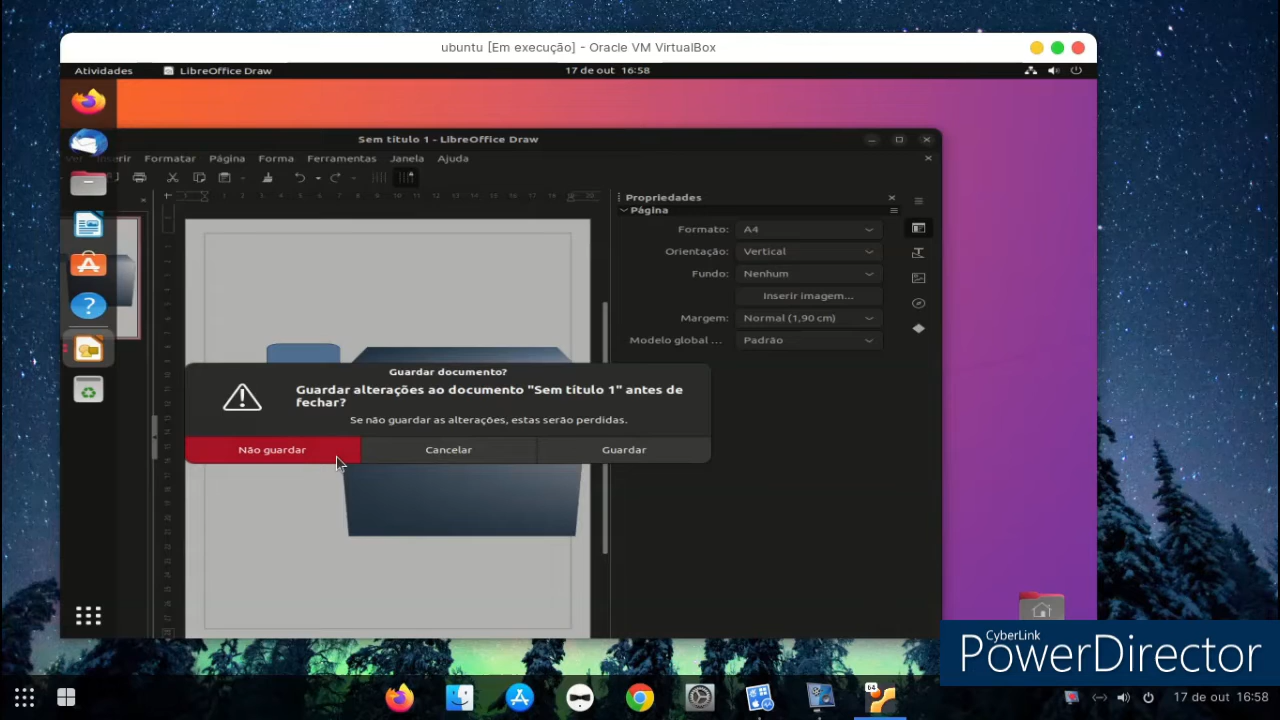 ubuntu [Em execução] - Oracle VM VirtualBox
Atividades LibreOffice Draw 17 de out 16:58
Sem título 1 - LibreOffice Draw
Ver Inserir Formatar Página Forma Ferramentas Janela Ajuda
Propriedades
Página
Formato: A4
Orientação: Vertical
Fundo: Nenhum
Inserir imagem...
Margem: Normal (1,90 cm)
Modelo global ... Padrão
Guardar documento?
Guardar alterações ao documento "Sem título 1" antes de
fechar?
Se não guardar as alterações, estas serão perdidas.
Não guardar Cancelar Guardar
CyberLink
PowerDirector
64
17 de out 16:58